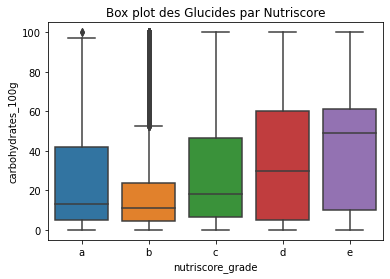 Box plot des Glucides par Nutriscore
carbohydrates_100g
100
80
60
40
20
0
a b c d e
nutriscore_grade